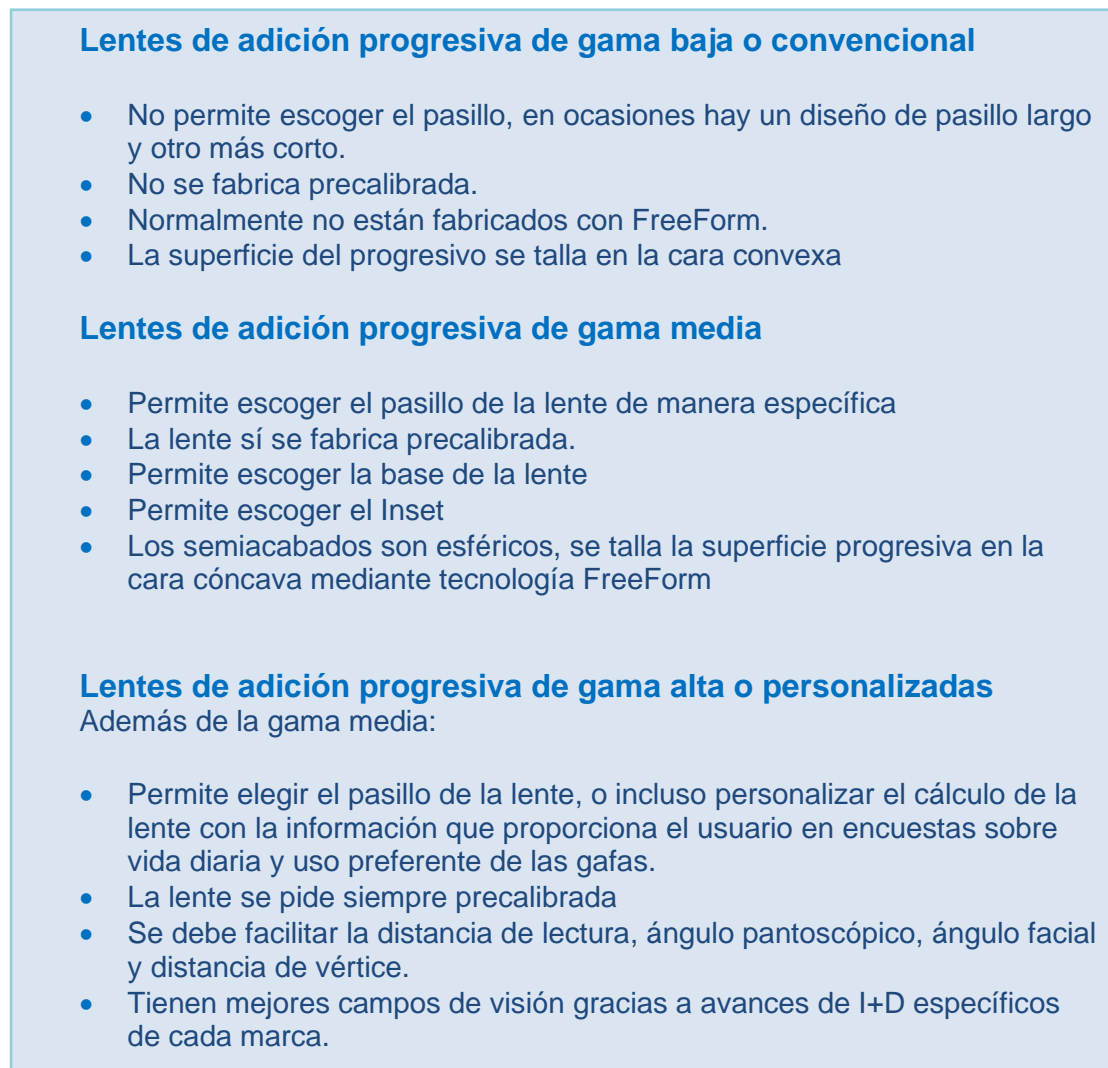 Lentes de adición progresiva de gama baja o convencional
• No permite escoger el pasillo, en ocasiones hay un diseño de pasillo largo
y otro más corto.
• No se fabrica precalibrada.
• Normalmente no están fabricados con FreeForm.
• La superficie del progresivo se talla en la cara convexa
Lentes de adición progresiva de gama media
• Permite escoger el pasillo de la lente de manera específica
• La lente sí se fabrica precalibrada.
• Permite escoger la base de la lente
• Permite escoger el Inset
• Los semiacabados son esféricos, se talla la superficie progresiva en la
cara cóncava mediante tecnología FreeForm
Lentes de adición progresiva de gama alta o personalizadas
Además de la gama media:
• Permite elegir el pasillo de la lente, o incluso personalizar el cálculo de la
lente con la información que proporciona el usuario en encuestas sobre
vida diaria y uso preferente de las gafas.
• La lente se pide siempre precalibrada
• Se debe facilitar la distancia de lectura, ángulo pantoscópico, ángulo facial
y distancia de vértice.
• Tienen mejores campos de visión gracias a avances de I+D específicos
de cada marca.